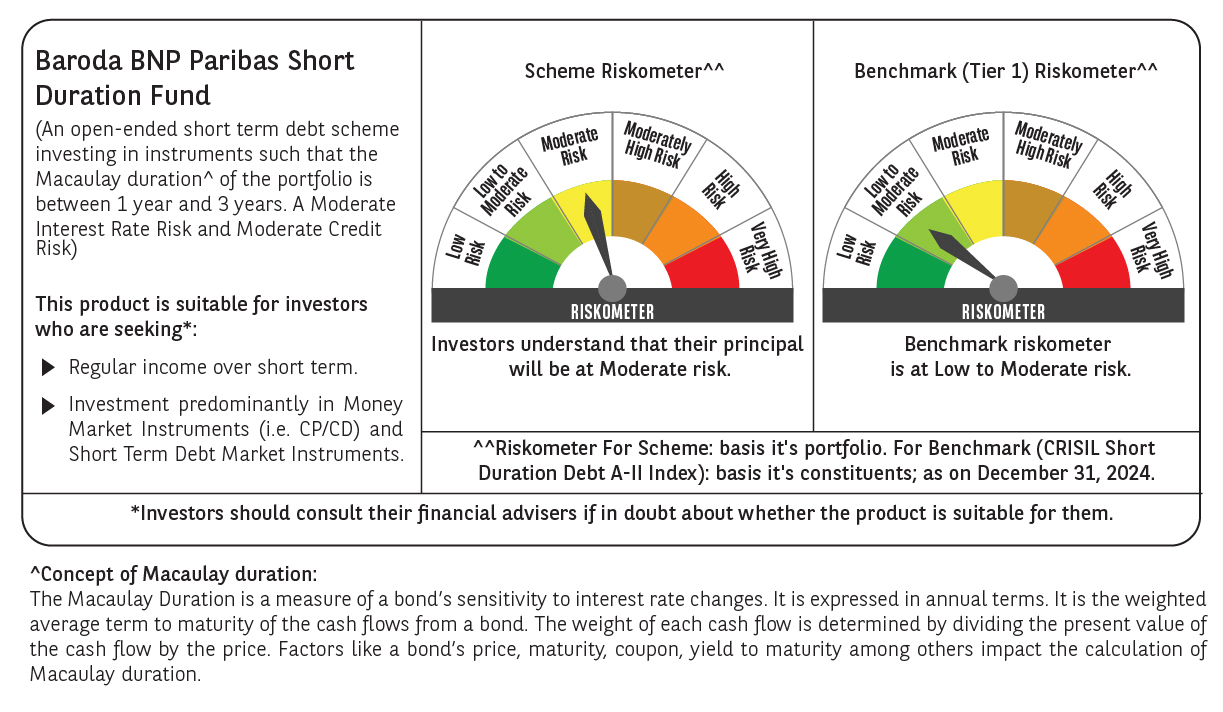 Baroda BNP Paribas Short
Duration Fund
(An open-ended short term debt scheme
investing in instruments such that the
Macaulay duration^ of the portfolio is
between 1 year and 3 years. A Moderate
Interest Rate Risk and Moderate Credit
Risk)
This product is suitable for investors
who are seeking*:
Regular income over short term.
Investment predominantly in Money
Market Instruments (i.e. CP/CD) and
Short Term Debt Market Instruments.
Scheme Riskometer^^
Low
Risk
Low to
Moderate
Risk
Moderate
Risk
Moderately
High Risk
High
Risk
Very High
Risk
RISKOMETER
Investors understand that their principal
will be at Moderate risk.
Benchmark (Tier 1) Riskometer^^
Low
Risk
Low to
Moderate
Risk
Moderate
Risk
Moderately
High Risk
High
Risk
Very High
Risk
RISKOMETER
Benchmark riskometer
is at Low to Moderate risk.
^^Riskometer For Scheme: basis it's portfolio. For Benchmark (CRISIL Short
Duration Debt A-II Index): basis it's constituents; as on December 31, 2024.
*Investors should consult their financial advisers if in doubt about whether the product is suitable for them.
^Concept of Macaulay duration:
The Macaulay Duration is a measure of a bond’s sensitivity to interest rate changes. It is expressed in annual terms. It is the weighted
average term to maturity of the cash flows from a bond. The weight of each cash flow is determined by dividing the present value of
the cash flow by the price. Factors like a bond’s price, maturity, coupon, yield to maturity among others impact the calculation of
Macaulay duration.